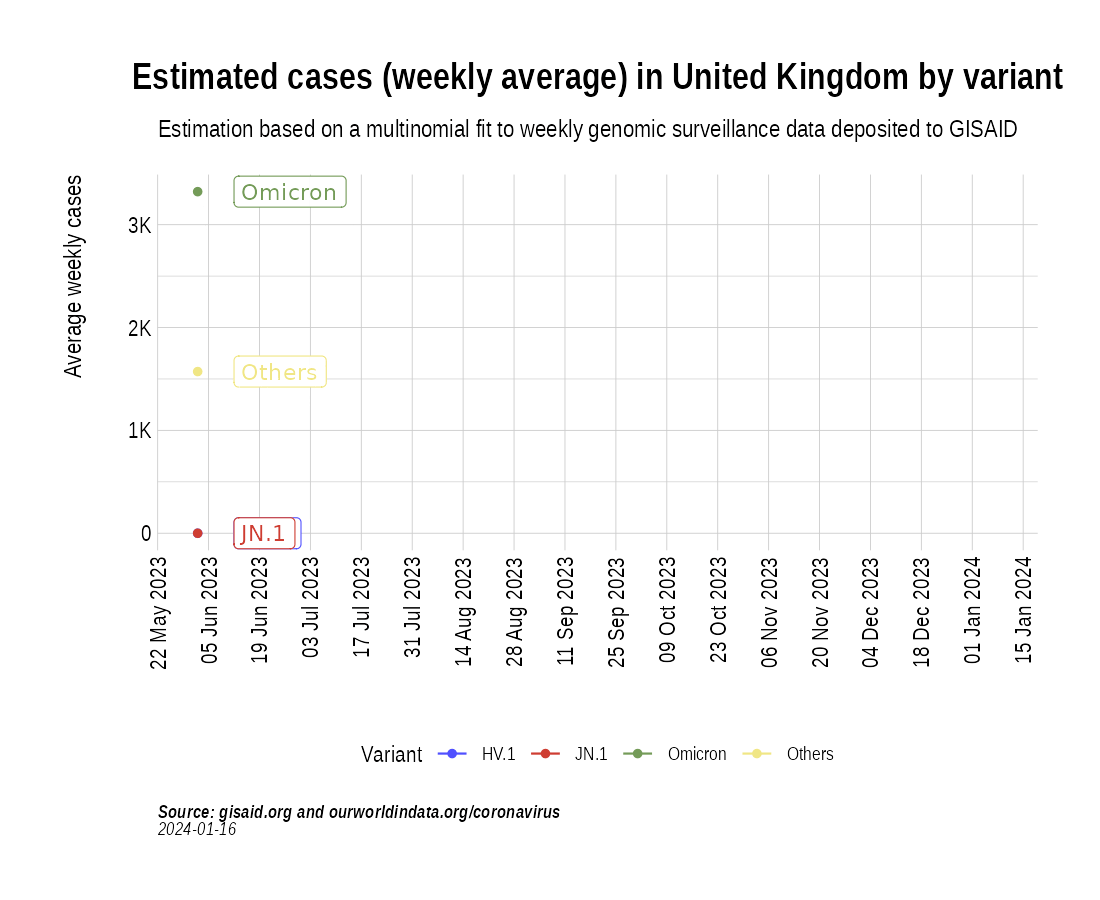 Estimated cases (weekly average) in United Kingdom by variant
Estimation based on a multinomial fit to weekly genomic surveillance data deposited to GISAID
Average weekly cases
3K
2K
1K
0
Omicron
Others
JN.1
22 May 2023
05 Jun 2023
19 Jun 2023
03 Jul 2023
17 Jul 2023
31 Jul 2023
14 Aug 2023
28 Aug 2023
11 Sep 2023
25 Sep 2023
09 Oct 2023
23 Oct 2023
06 Nov 2023
20 Nov 2023
04 Dec 2023
18 Dec 2023
01 Jan 2024
15 Jan 2024
Variant HV.1 JN.1 Omicron Others
Source: gisaid.org and ourworldindata.org/coronavirus
2024-01-16